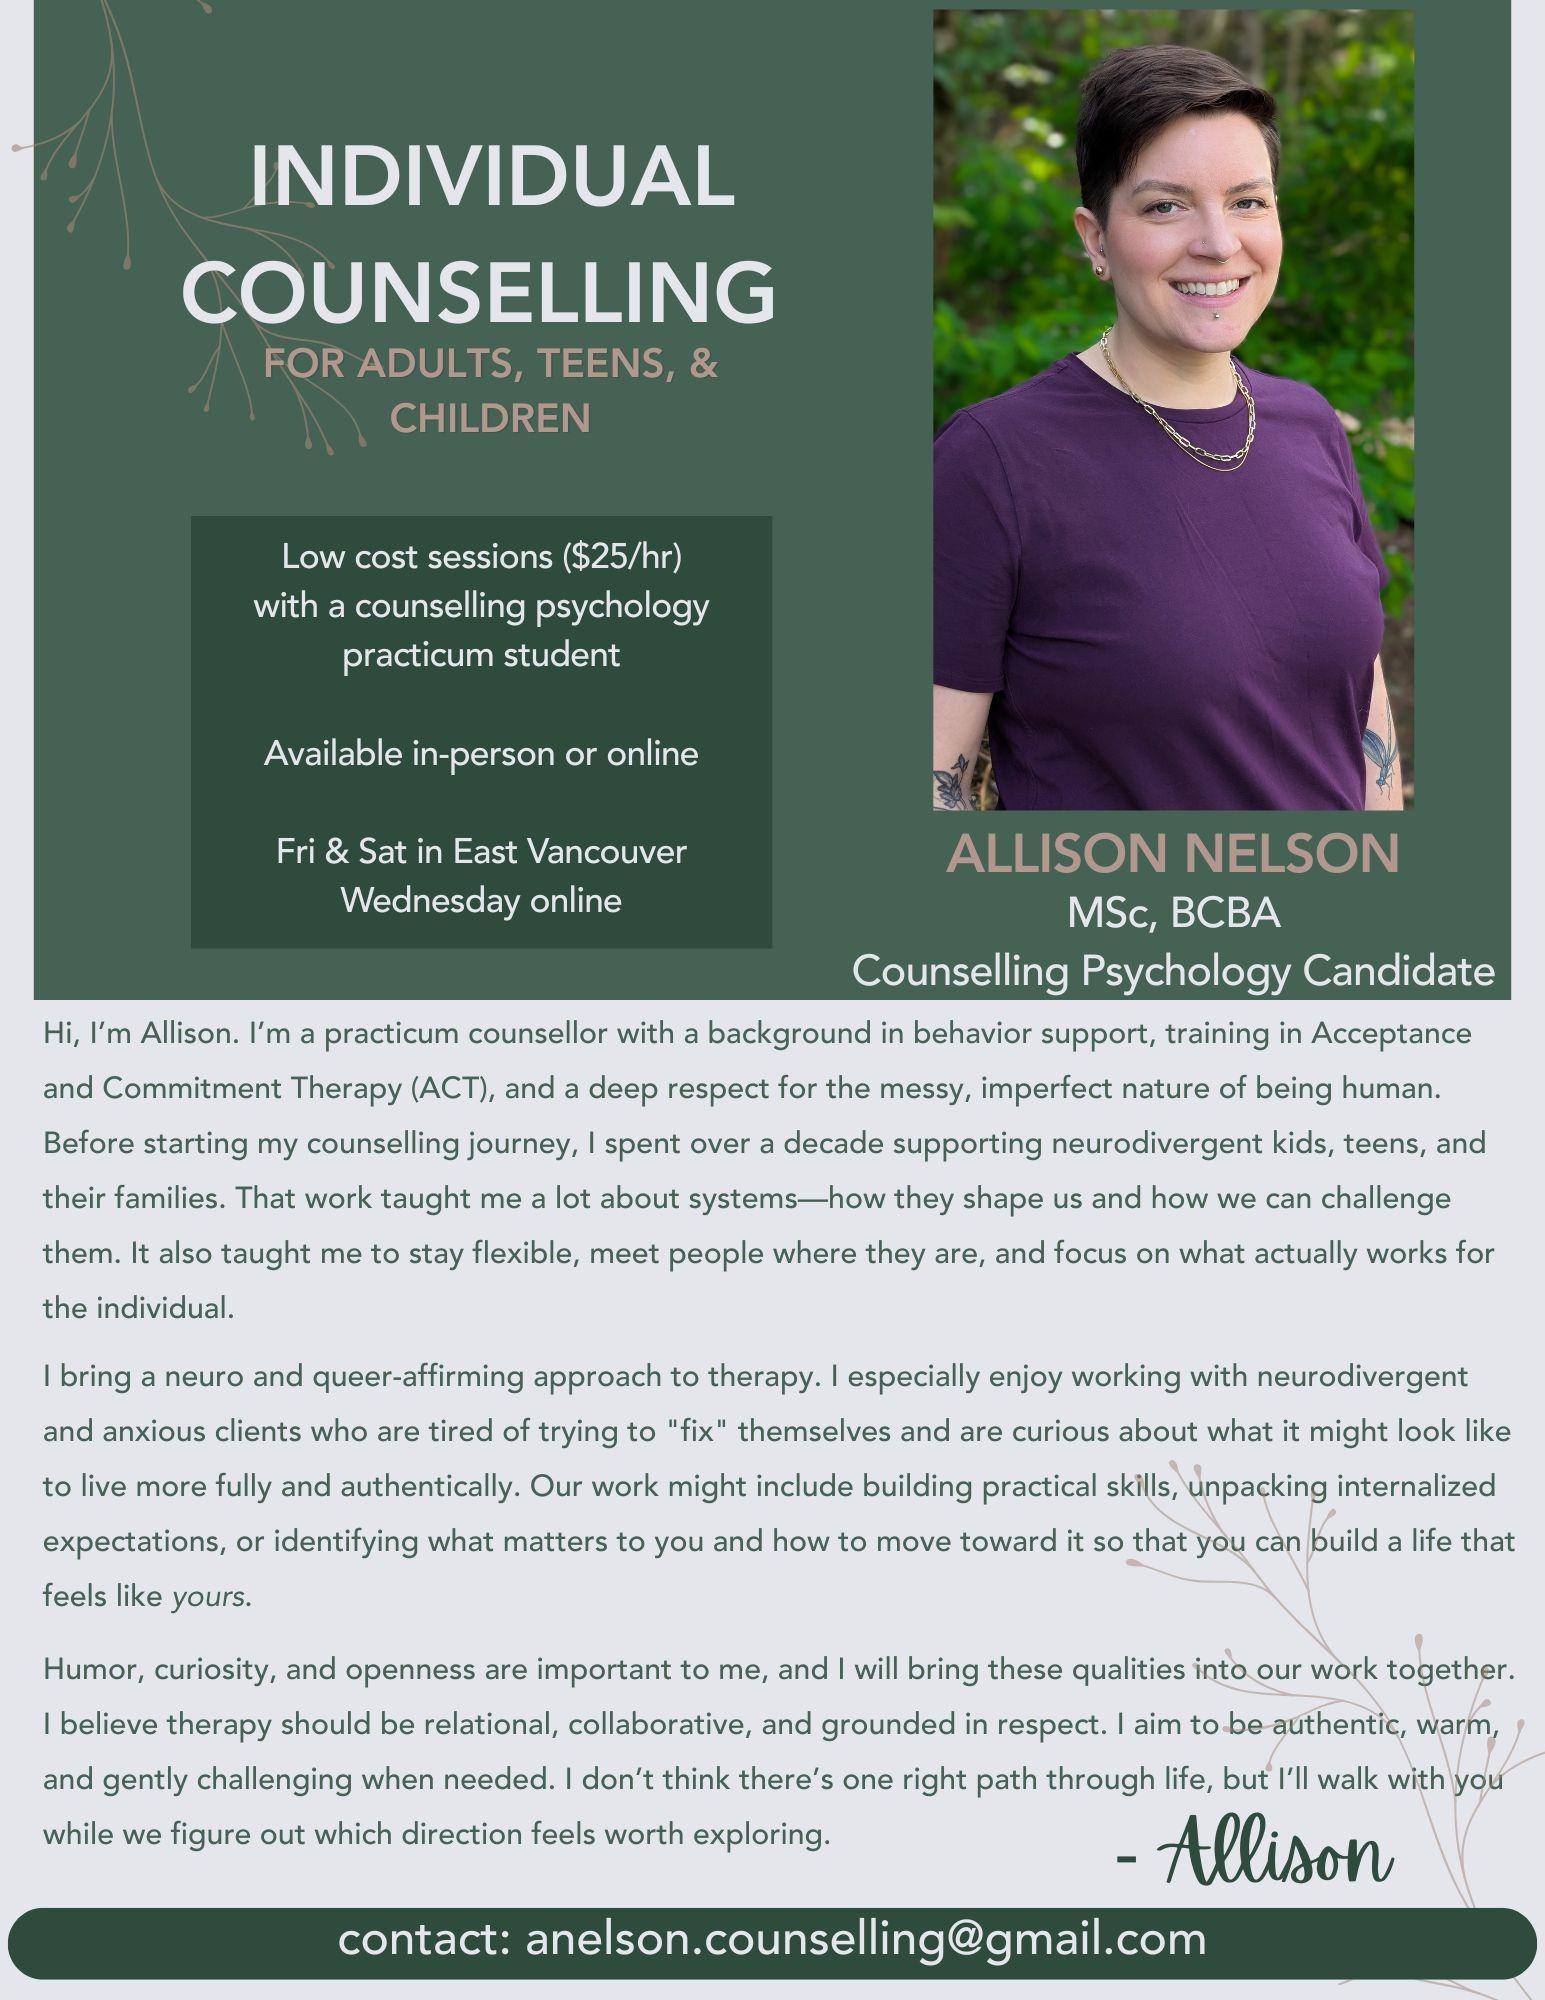 INDIVIDUAL
COUNSELLING
FOR ADULTS, TEENS, &
CHILDREN
Low cost sessions ($25/hr)
with a counselling psychology
practicum student
Available in-person or online
Fri & Sat in East Vancouver
Wednesday online
ALLISON NELSON
MSc, BCBA
Counselling Psychology Candidate
Hi, I’m Allison. I’m a practicum counsellor with a background in behavior support, training in Acceptance
and Commitment Therapy (ACT), and a deep respect for the messy, imperfect nature of being human.
Before starting my counselling journey, I spent over a decade supporting neurodivergent kids, teens, and
their families. That work taught me a lot about systems—how they shape us and how we can challenge
them. It also taught me to stay flexible, meet people where they are, and focus on what actually works for
the individual.
I bring a neuro and queer-affirming approach to therapy. I especially enjoy working with neurodivergent
and anxious clients who are tired of trying to "fix" themselves and are curious about what it might look like
to live more fully and authentically. Our work might include building practical skills, unpacking internalized
expectations, or identifying what matters to you and how to move toward it so that you can build a life that
feels like yours.
Humor, curiosity, and openness are important to me, and I will bring these qualities into our work together.
I believe therapy should be relational, collaborative, and grounded in respect. I aim to be authentic, warm,
and gently challenging when needed. I don’t think there’s one right path through life, but I’ll walk with you
while we figure out which direction feels worth exploring.
- Allison
contact: anelson.counselling@gmail.com